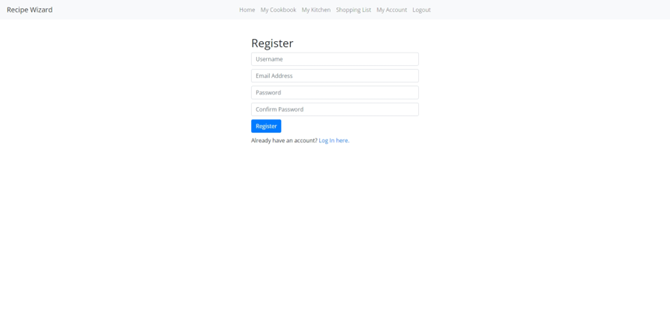 Recipe Wizard Home My Cookbook My Kitchen Shopping List My Account Logout
Register
Username
Email Address
Password
Confirm Password
Register
Already have an account? Log in here.